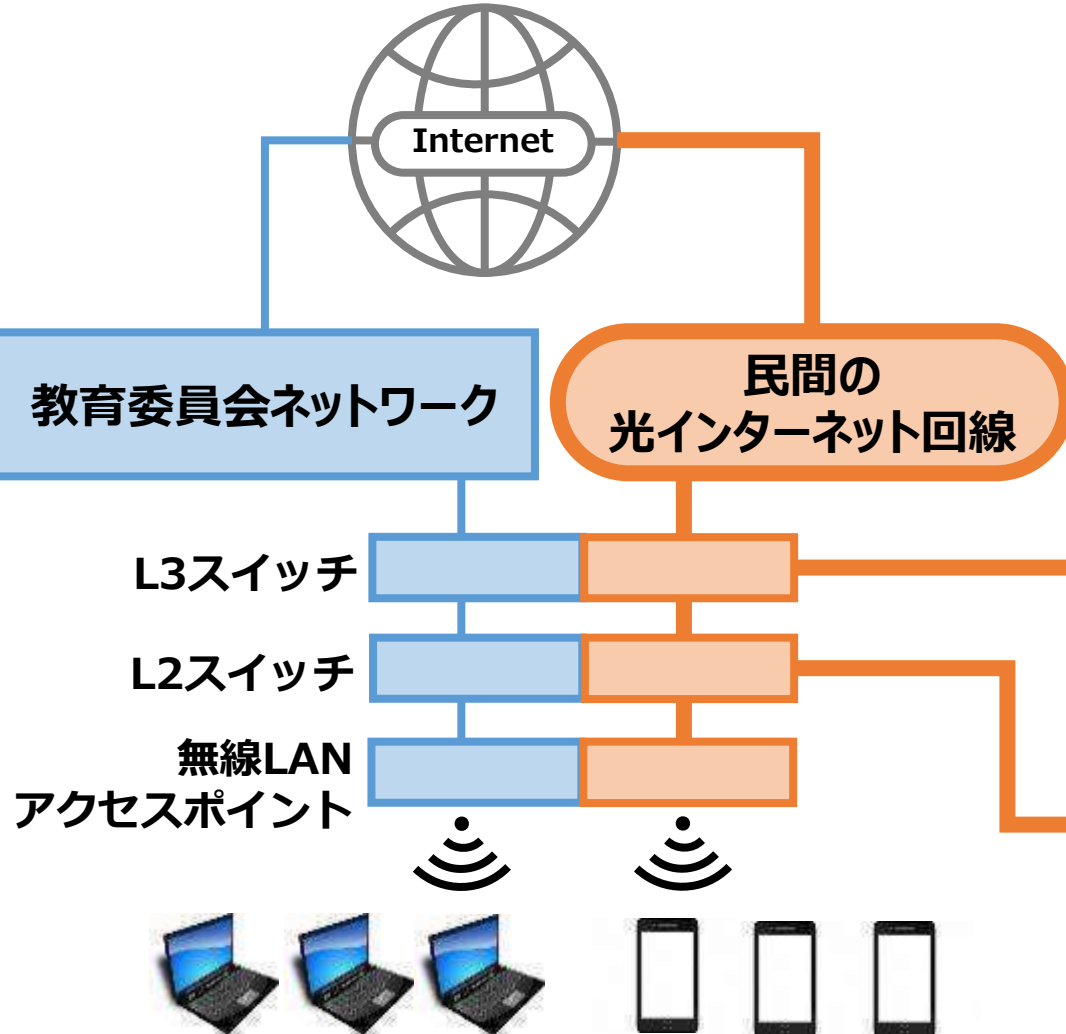 Internet
教育委員会ネットワーク
民間の
光インターネット回線
L3スイッチ
L2スイッチ
無線LAN
アクセスポイント